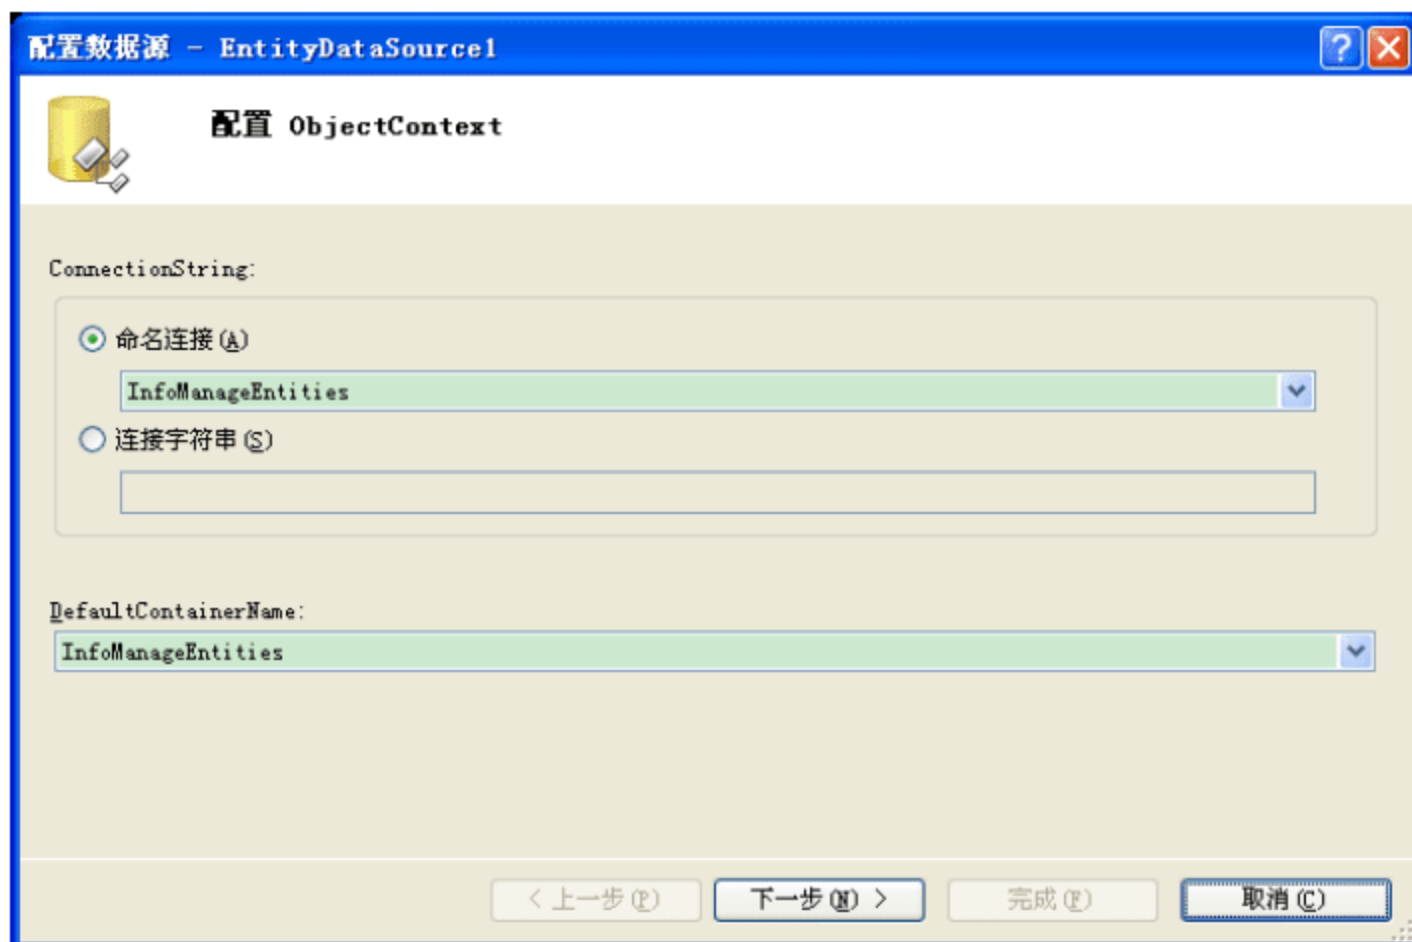 配置数据源 - EntityDataSource1
配置 ObjectContext
ConnectionString:
命名连接(A)
InfoManageEntities
连接字符串(S)
DefaultContainerName:
InfoManageEntities
< 上一步(P) 下一步(N) > 完成(F) 取消(C)